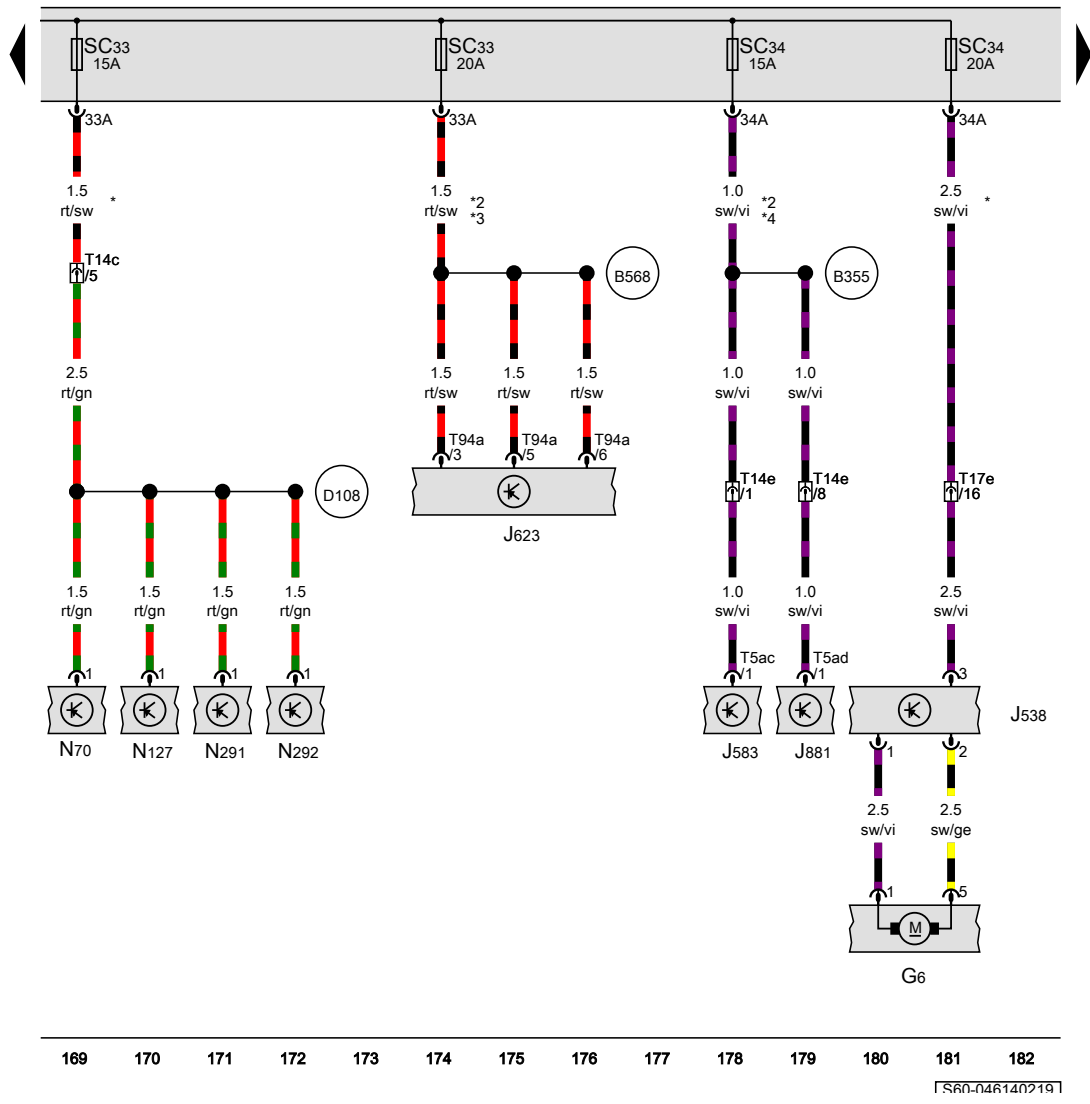 SC33 SC33 SC34 SC34
15A 20A 15A 20A
33A 33A 34A 34A
1.5 1.5 1.0 2.5
rt/sw * rt/sw *2 sw/vi *2 sw/vi *
*3 *4
T14c
/5
B568 B355
2.5 1.5 1.5 1.5 1.0 1.0
rt/gn rt/sw rt/sw rt/sw sw/vi sw/vi
T94a T94a T94a
/3 /5 /6
T14e T14e T17e
/1 /8 /16
D108
J623
1.5 1.5 1.5 1.5 1.0 1.0 2.5
rt/gn rt/gn rt/gn rt/gn sw/vi sw/vi sw/vi
T5ac T5ad
1 1 1 1 /1 /1 3
J538
N70 N127 N291 N292 J583 J881
1 2
2.5 2.5
sw/vi sw/ge
1 5
M
G6
169 170 171 172 173 174 175 176 177 178 179 180 181 182
S60-046140219